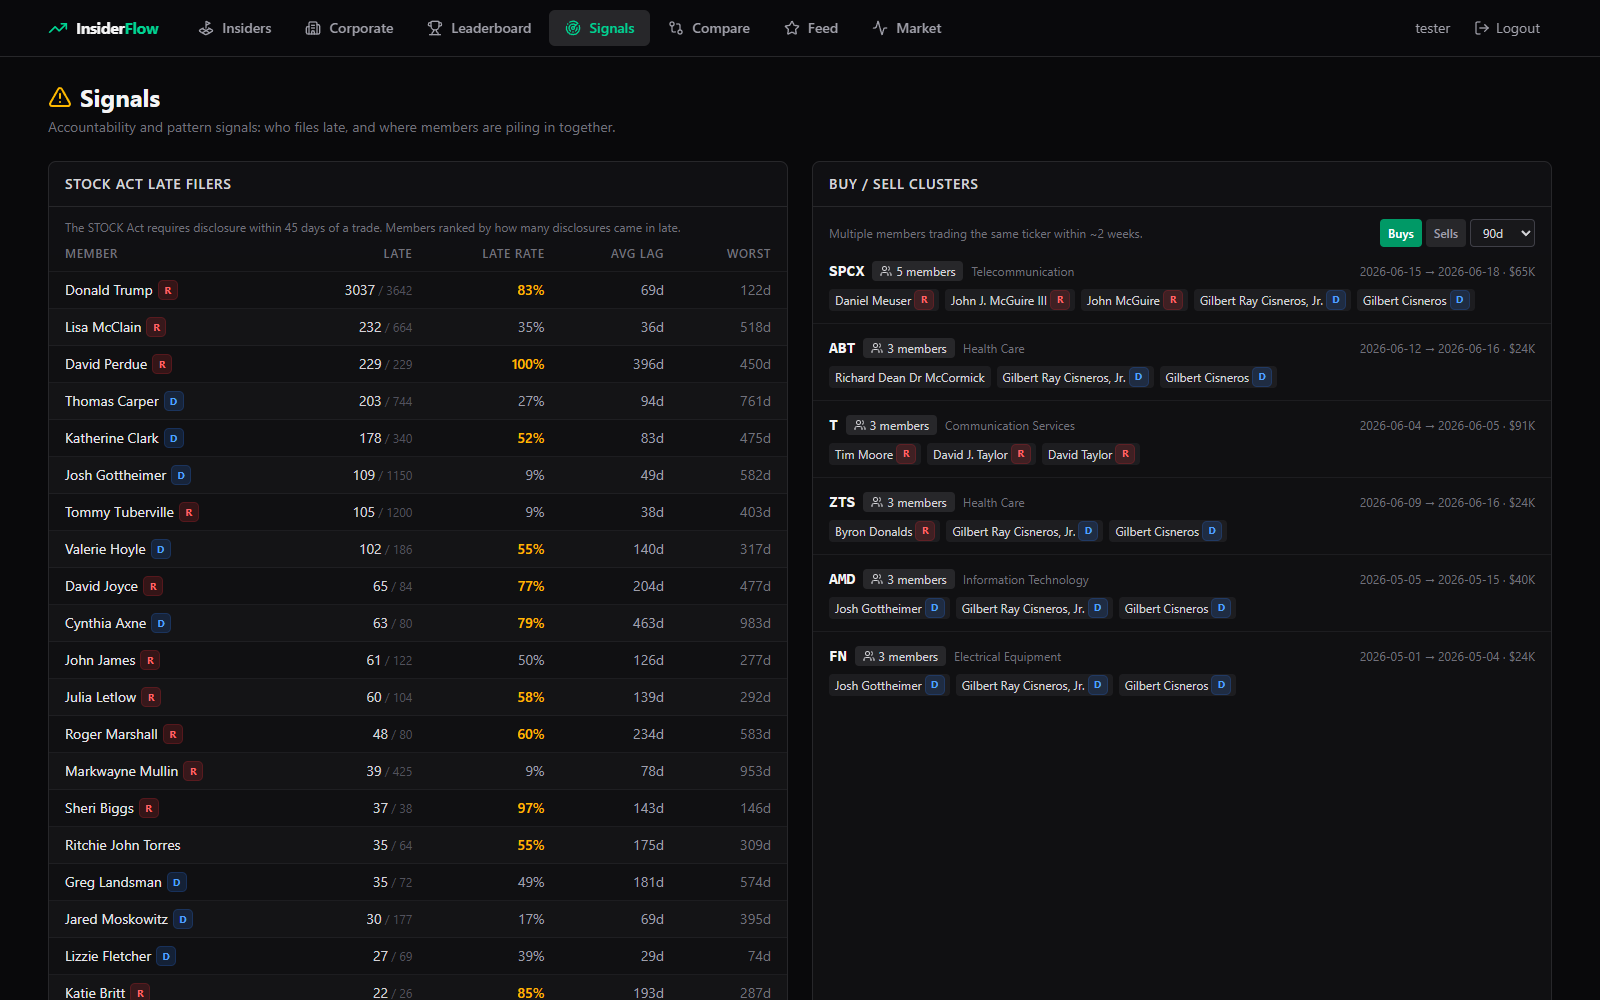 InsiderFlow Insiders Corporate Leaderboard Signals Compare Feed Market tester Logout
Signals
Accountability and pattern signals: who files late, and where members are piling in together.
STOCK ACT LATE FILERS
The STOCK Act requires disclosure within 45 days of a trade. Members ranked by how many disclosures came in late.
MEMBER LATE LATE RATE AVG LAG WORST
Donald Trump R 3037 / 3642 83% 69d 122d
Lisa McClain R 232 / 664 35% 36d 518d
David Perdue R 229 / 229 100% 396d 450d
Thomas Carper D 203 / 744 27% 94d 761d
Katherine Clark D 178 / 340 52% 83d 475d
Josh Gottheimer D 109 / 1150 9% 49d 582d
Tommy Tuberville R 105 / 1200 9% 38d 403d
Valerie Hoyle D 102 / 186 55% 140d 317d
David Joyce R 65 / 84 77% 204d 477d
Cynthia Axne D 63 / 80 79% 463d 983d
John James R 61 / 122 50% 126d 277d
Julia Letlow R 60 / 104 58% 139d 292d
Roger Marshall R 48 / 80 60% 234d 583d
Markwayne Mullin R 39 / 425 9% 78d 953d
Sheri Biggs R 37 / 38 97% 143d 146d
Ritchie John Torres 35 / 64 55% 175d 309d
Greg Landsman D 35 / 72 49% 181d 574d
Jared Moskowitz D 30 / 177 17% 69d 395d
Lizzie Fletcher D 27 / 69 39% 29d 74d
Katie Britt R 22 / 26 85% 193d 287d
BUY / SELL CLUSTERS
Multiple members trading the same ticker within ~2 weeks. Buys Sells 90d
SPCX 5 members Telecommunication 2026-06-15 → 2026-06-18 · $65K
Daniel Meuser R John J. McGuire III R John McGuire R Gilbert Ray Cisneros, Jr. D Gilbert Cisneros D
ABT 3 members Health Care 2026-06-12 → 2026-06-16 · $24K
Richard Dean Dr McCormick Gilbert Ray Cisneros, Jr. D Gilbert Cisneros D
T 3 members Communication Services 2026-06-04 → 2026-06-05 · $91K
Tim Moore R David J. Taylor R David Taylor R
ZTS 3 members Health Care 2026-06-09 → 2026-06-16 · $24K
Byron Donalds R Gilbert Ray Cisneros, Jr. D Gilbert Cisneros D
AMD 3 members Information Technology 2026-05-05 → 2026-05-15 · $40K
Josh Gottheimer D Gilbert Ray Cisneros, Jr. D Gilbert Cisneros D
FN 3 members Electrical Equipment 2026-05-01 → 2026-05-04 · $24K
Josh Gottheimer D Gilbert Ray Cisneros, Jr. D Gilbert Cisneros D